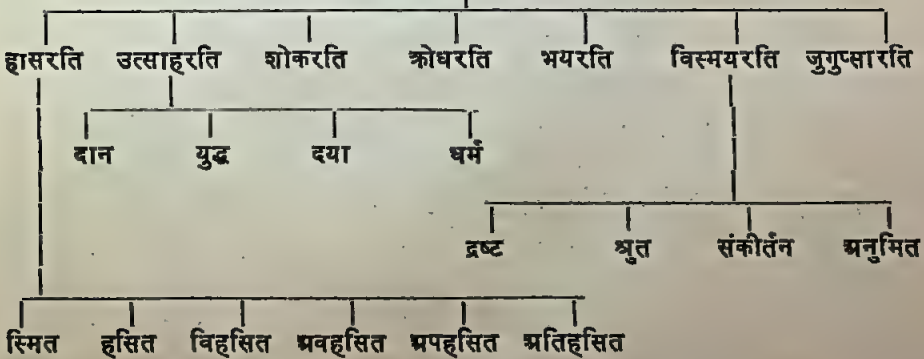 हासरति उत्साहरति शोकरति क्रोधरति भयरति विस्मयरति जुगुप्सारति
दान युद्ध दया धर्म
द्रष्ट श्रुत संकीर्तन अनुमित
स्मित हसित विहसित अवहसित अपहसित अतिहसित